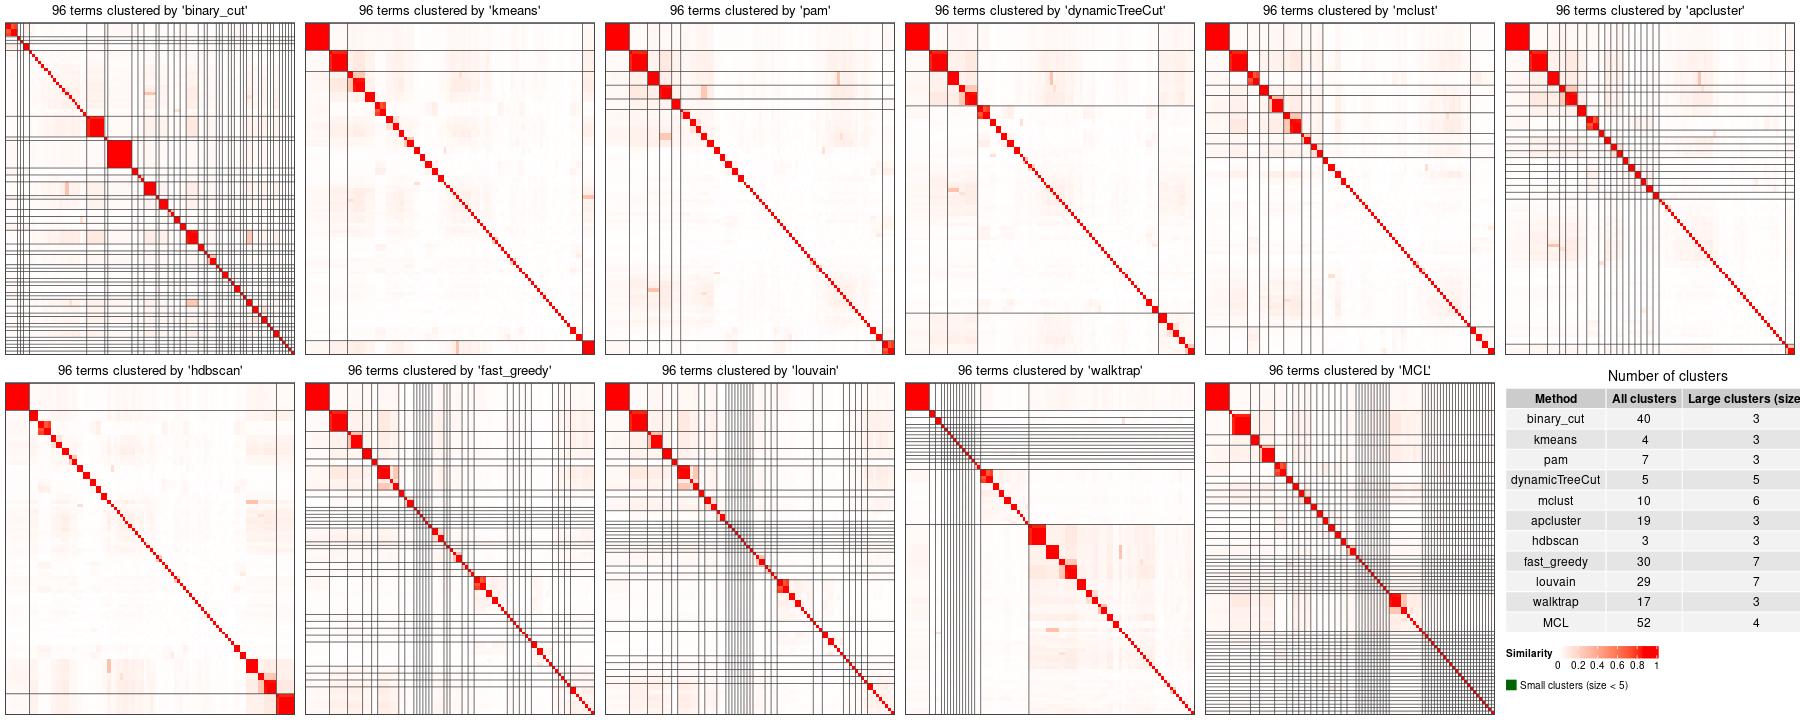 96 terms clustered by 'binary_cut'
96 terms clustered by 'kmeans'
96 terms clustered by 'pam'
96 terms clustered by 'dynamicTreeCut'
96 terms clustered by 'mclust'
96 terms clustered by 'apcluster'
96 terms clustered by 'hdbscan'
96 terms clustered by 'fast_greedy'
96 terms clustered by 'louvain'
96 terms clustered by 'walktrap'
96 terms clustered by 'MCL'
Number of clusters
Method All clusters Large clusters (size
binary_cut 40 3
kmeans 4 3
pam 7 3
dynamicTreeCut 5 5
mclust 10 6
apcluster 19 3
hdbscan 3 3
fast_greedy 30 7
louvain 29 7
walktrap 17 3
MCL 52 4
Similarity
0 0.2 0.4 0.6 0.8 1
Small clusters (size < 5)